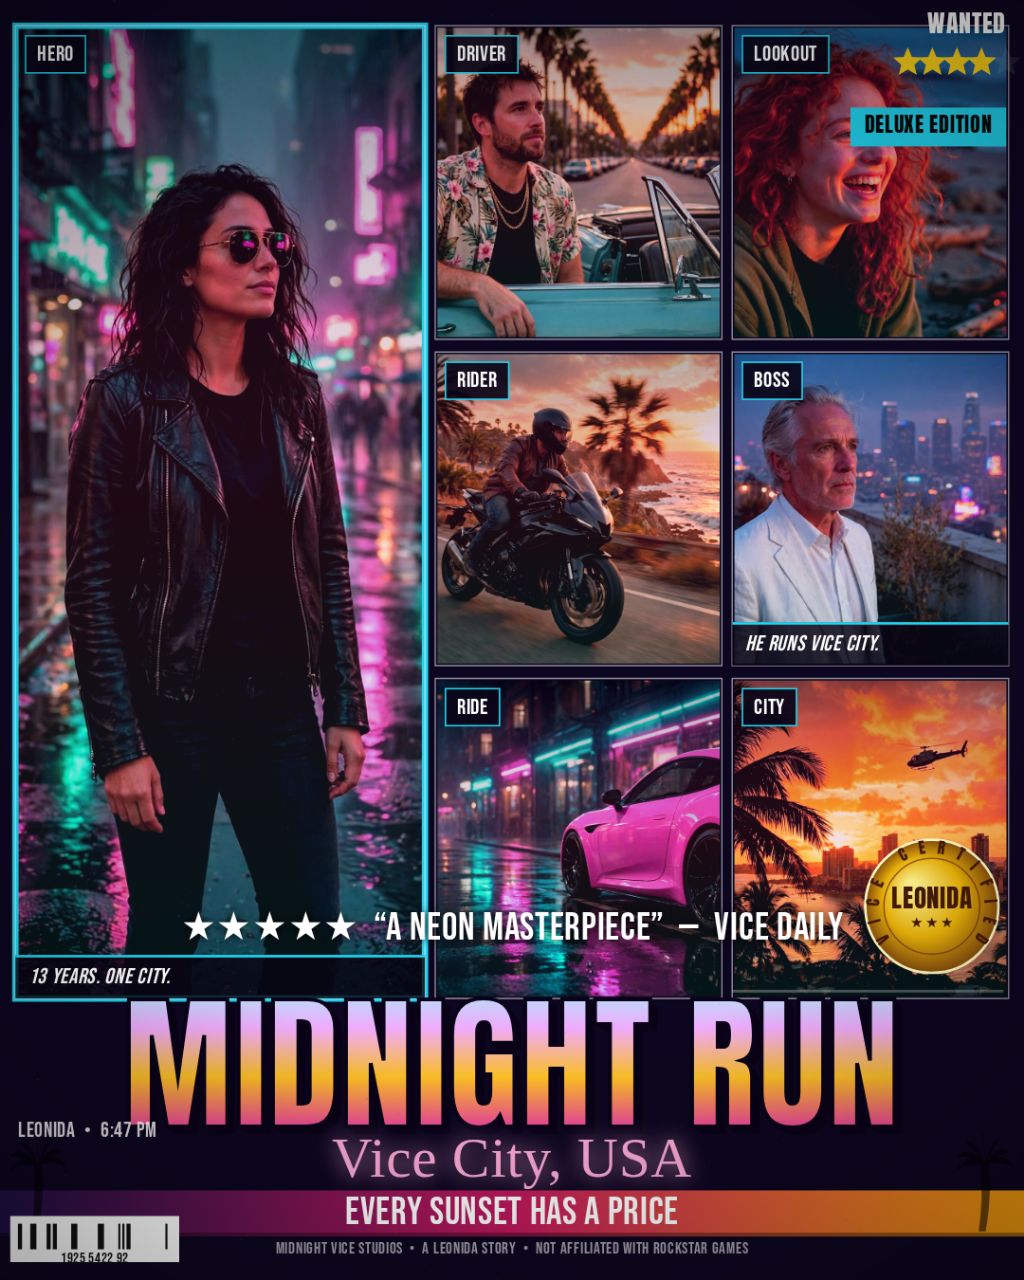 WANTED
HERO
DRIVER
LOOKOUT
DELUXE EDITION
RIDER
BOSS
HE RUNS VICE CITY.
RIDE
CITY
VICE CERTIFIED
LEONIDA
★★★★★ “A NEON MASTERPIECE” — VICE DAILY
13 YEARS. ONE CITY.
MIDNIGHT RUN
LEONIDA • 6:47 PM
Vice City, USA
EVERY SUNSET HAS A PRICE
1925 5422 92
MIDNIGHT VICE STUDIOS • A LEONIDA STORY • NOT AFFILIATED WITH ROCKSTAR GAMES